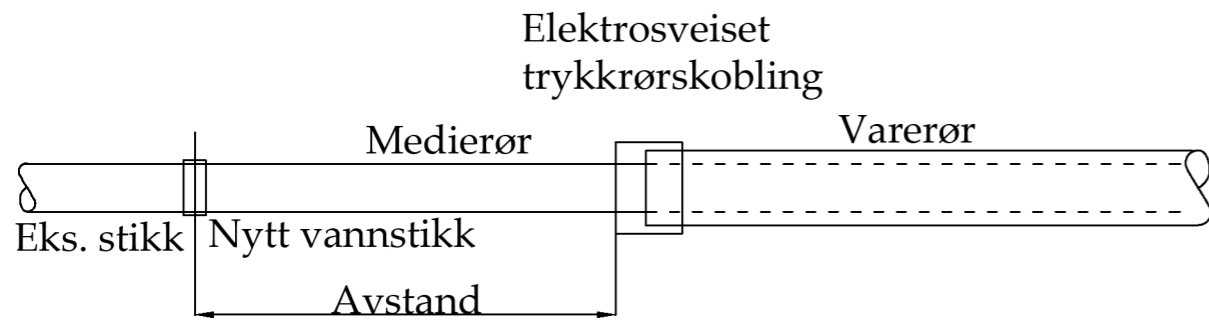 Elektrosveiset
trykkrørskobling
Medierør
Varerør
Eks. stikk
Nytt vannstikk
Avstand